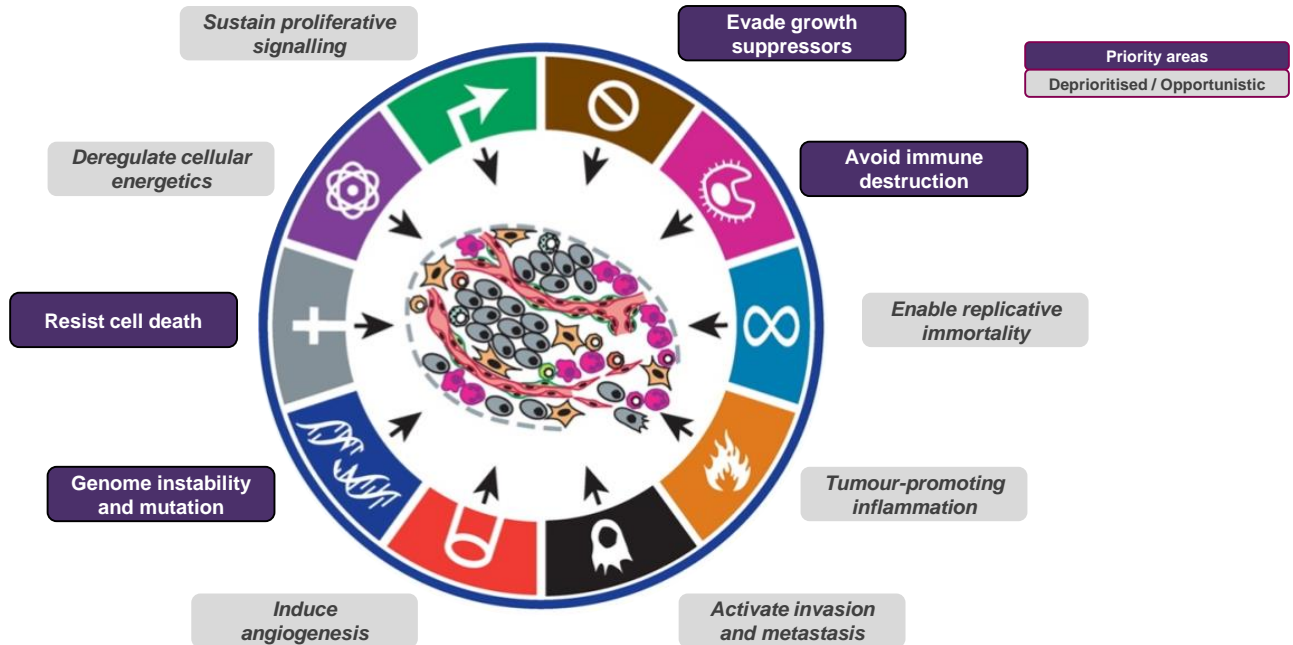 Sustain proliferative
signalling
Evade growth
suppressors
Priority areas
Deprioritised / Opportunistic
Deregulate cellular
energetics
Avoid immune
destruction
Resist cell death
Enable replicative
immortality
Genome instability
and mutation
Tumour-promoting
inflammation
Induce
angiogenesis
Activate invasion
and metastasis